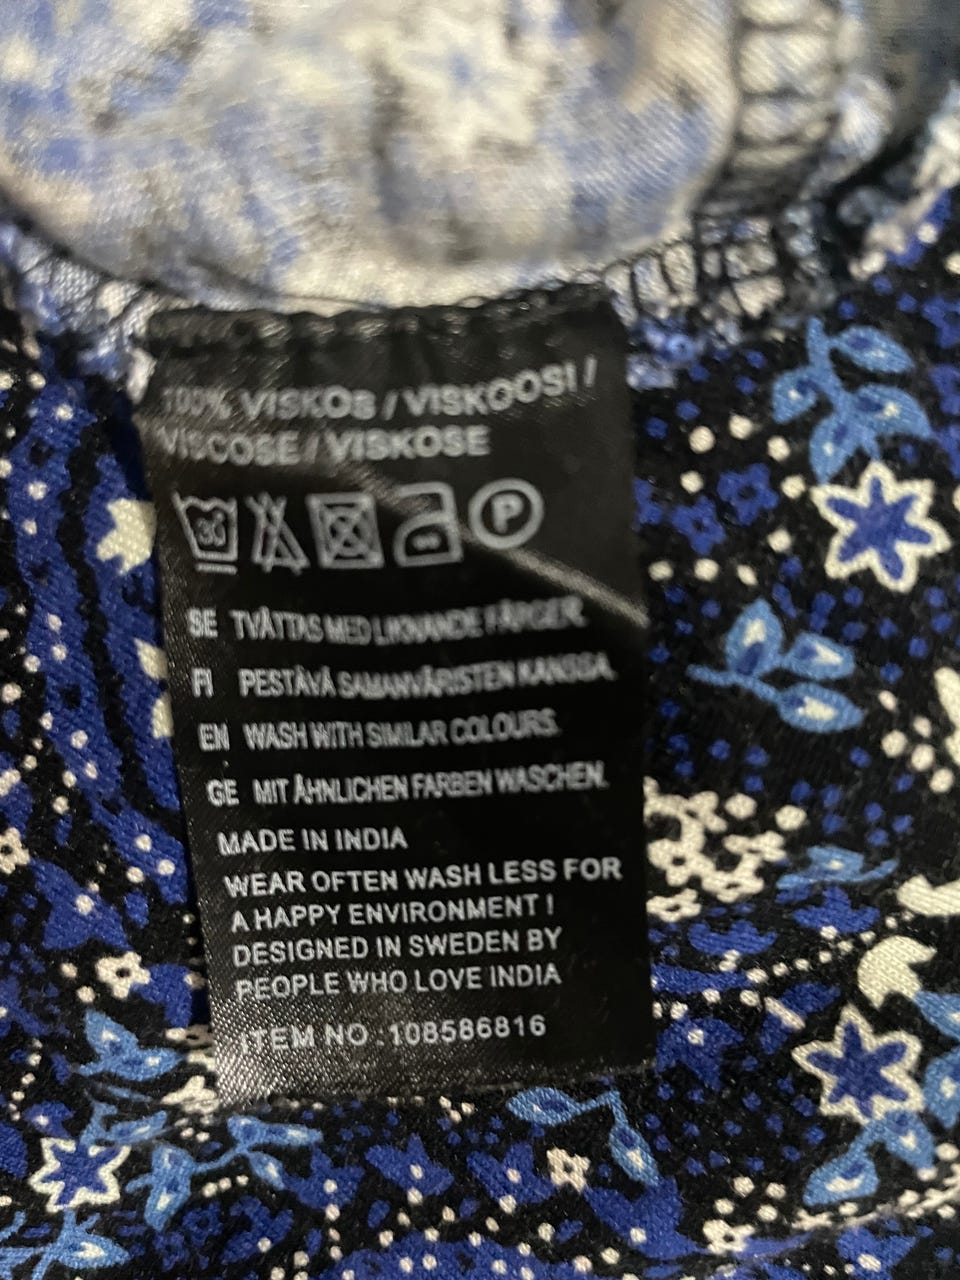 100% VISKOS / VISKOOSI /
VISCOSE / VISKOSE
30 P
SE TVÄTTAS MED LIKNANDE FÄRGER.
FI PESTÄVÄ SAMANVÄRISTEN KANSSA.
EN WASH WITH SIMILAR COLOURS.
GE MIT ÄHNLICHEN FARBEN WASCHEN.
MADE IN INDIA
WEAR OFTEN WASH LESS FOR
A HAPPY ENVIRONMENT !
DESIGNED IN SWEDEN BY
PEOPLE WHO LOVE INDIA
ITEM NO :108586816